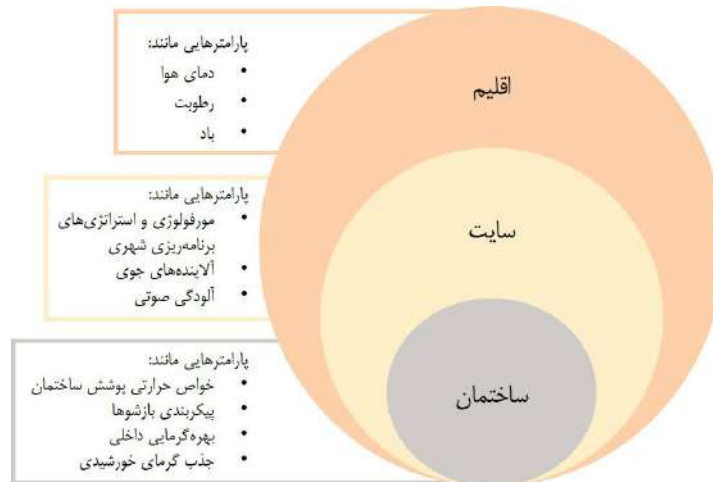 پارامترهایی مانند:
• دمای هوا
• رطوبت
• باد
اقلیم
پارامترهایی مانند:
• مورفولوژی و استراتژی‌های
برنامه‌ریزی شهری
• آلاینده‌های جوی
• آلودگی صوتی
سایت
پارامترهایی مانند:
• خواص حرارتی پوشش ساختمان
• پیکربندی بازشوها
• بهره‌گرمایی داخلی
• جذب گرمای خورشیدی
ساختمان